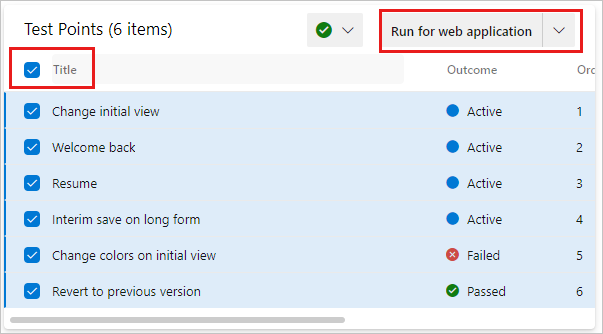 Test Points (6 items)
Run for web application
Title Outcome Ord
Change initial view Active 1
Welcome back Active 2
Resume Active 3
Interim save on long form Active 4
Change colors on initial view Failed 5
Revert to previous version Passed 6